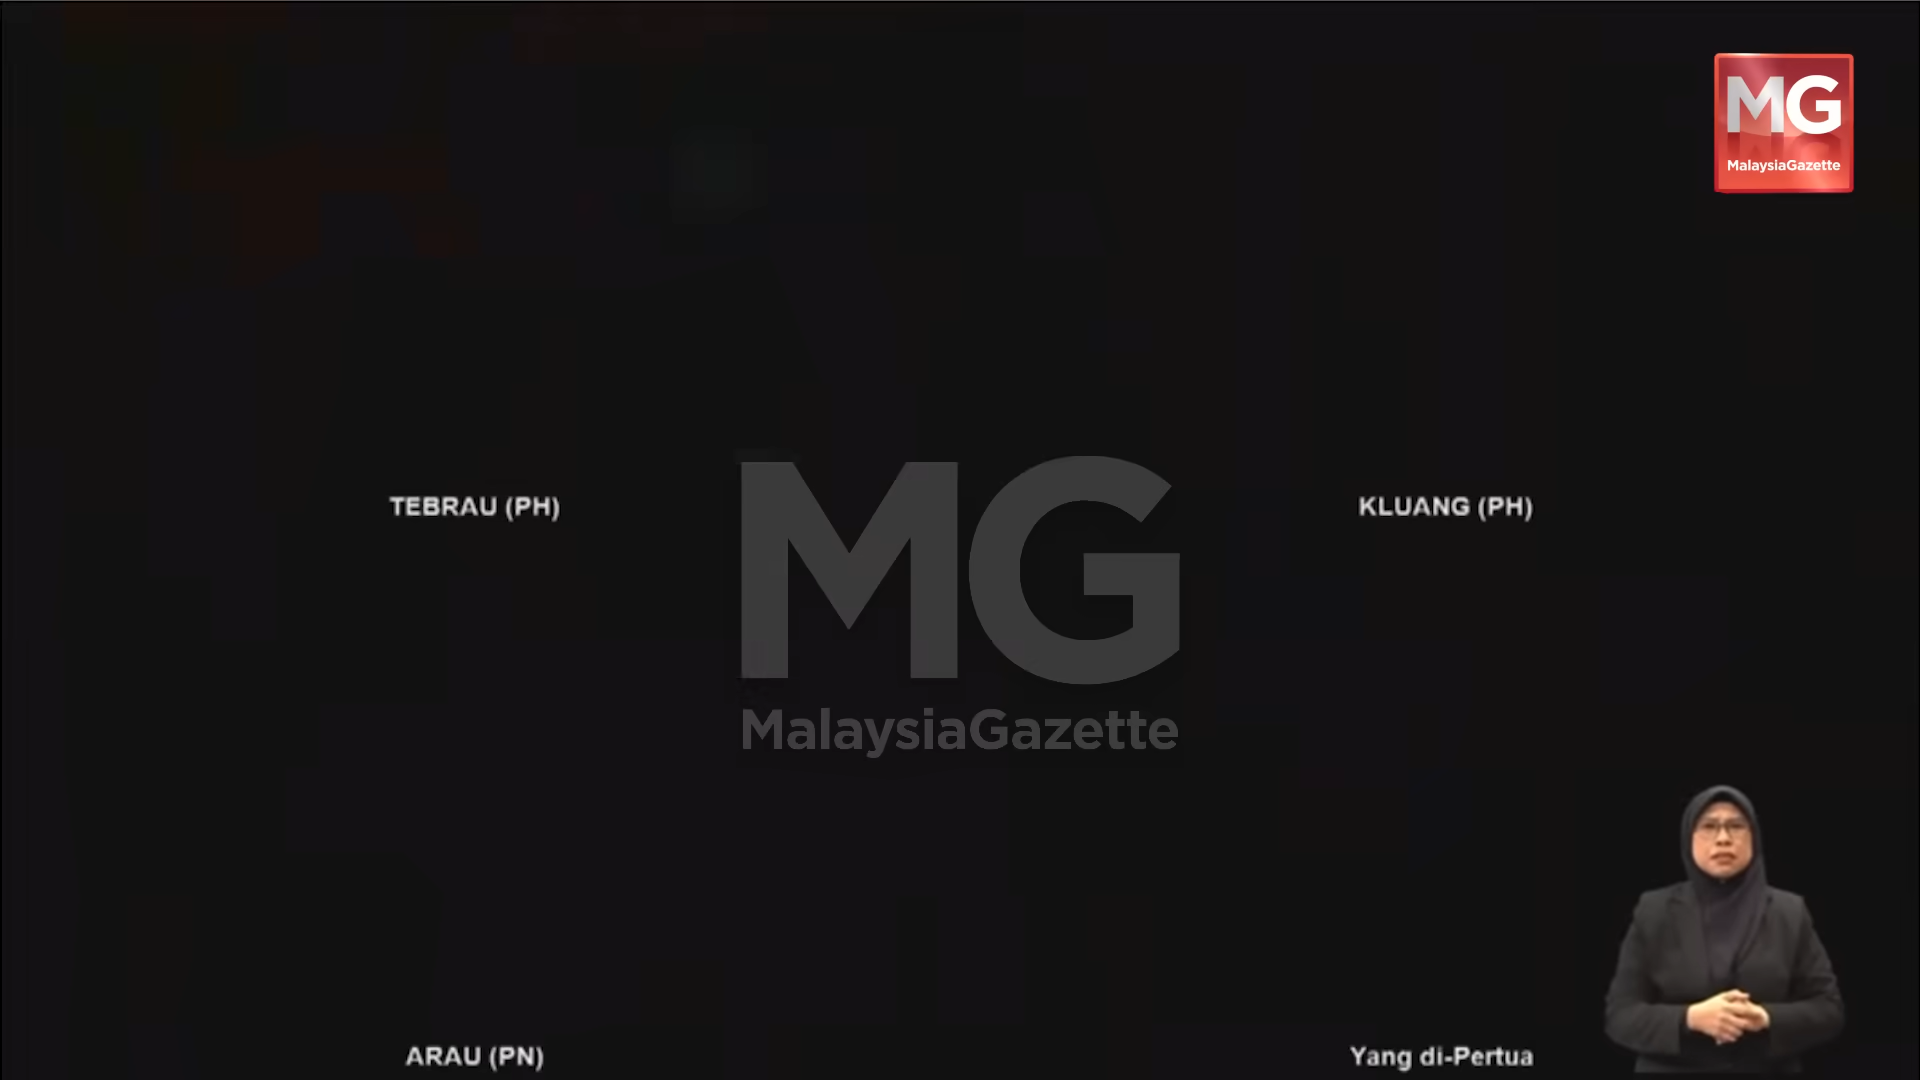 MG
MalaysiaGazette
TEBRAU (PH)
KLUANG (PH)
MG
MalaysiaGazette
ARAU (PN)
Yang di-Pertua